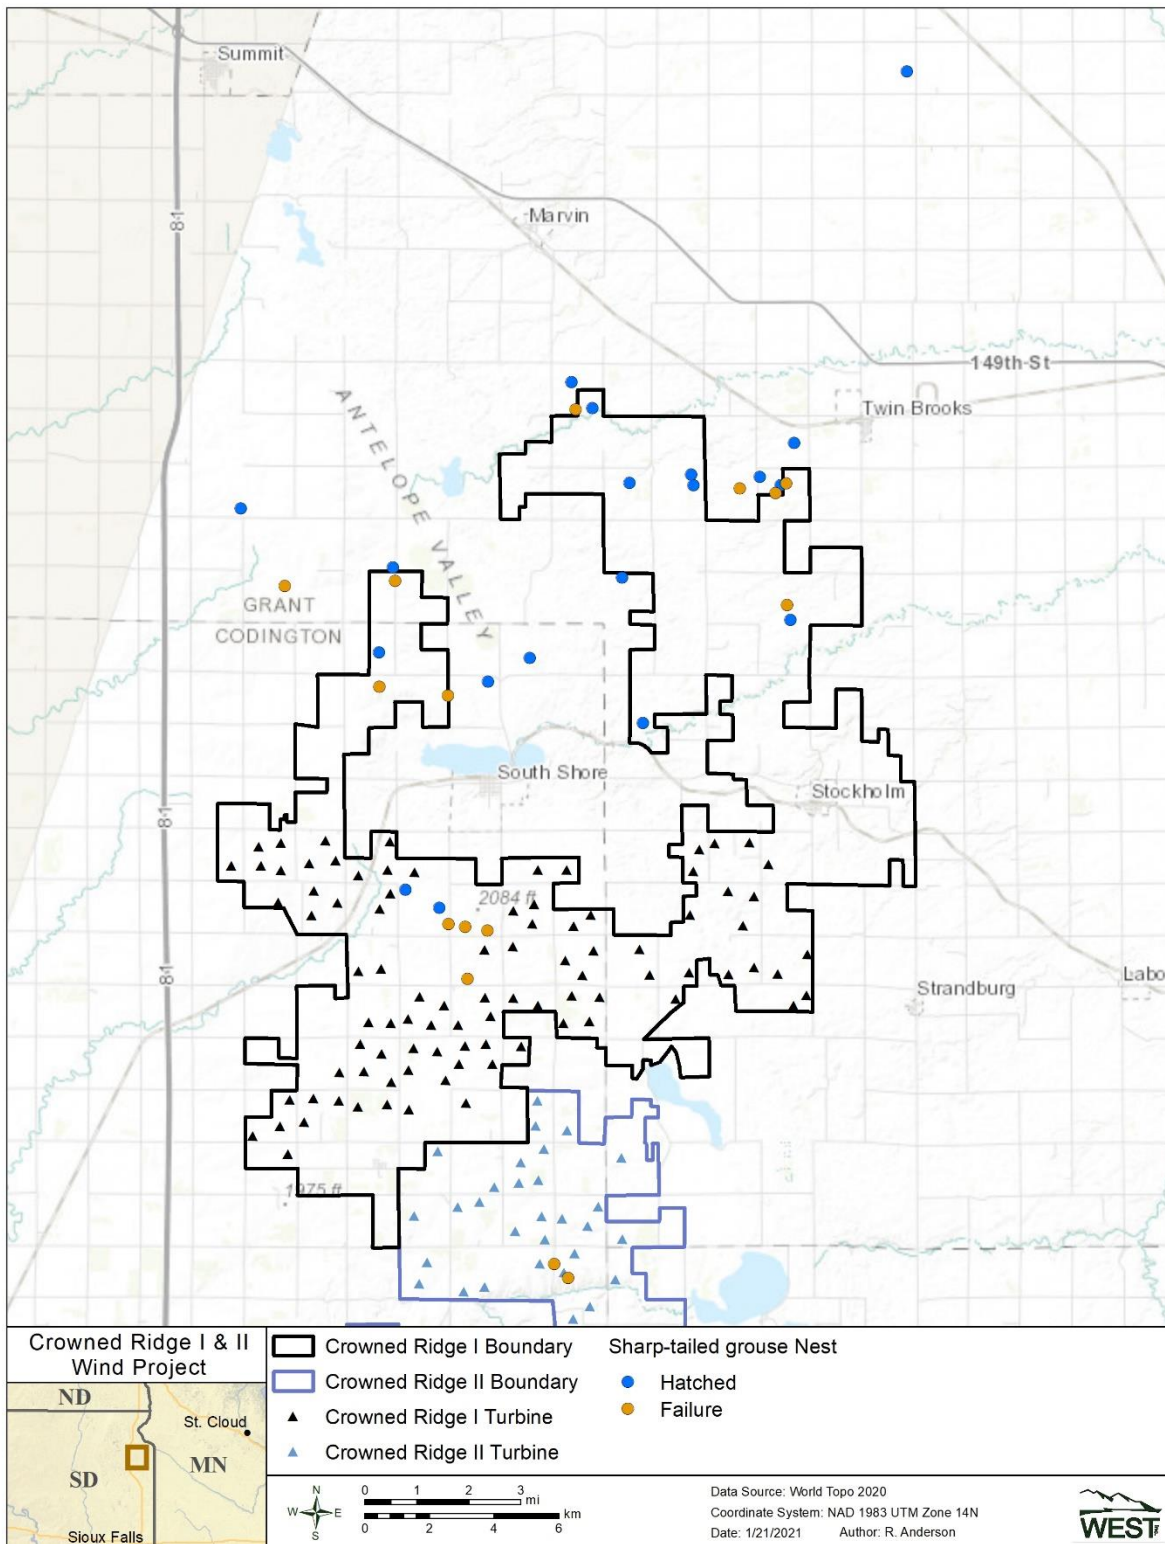 Summit
81
Marvin
149th-St
Twin Brooks
ANTELOPE VALLEY
GRANT
CODINGTON
South Shore
Stockholm
81
2084 ft
81
Strandburg
Labo
1975 ft
Crowned Ridge I & II
Wind Project
ND
St. Cloud
SD
MN
Sioux Falls
Crowned Ridge I Boundary
Crowned Ridge II Boundary
Crowned Ridge I Turbine
Crowned Ridge II Turbine
Sharp-tailed grouse Nest
Hatched
Failure
N
W E
S
0 1 2 3
mi
km
0 2 4 6
Data Source: World Topo 2020
Coordinate System: NAD 1983 UTM Zone 14N
Date: 1/21/2021 Author: R. Anderson
WEST